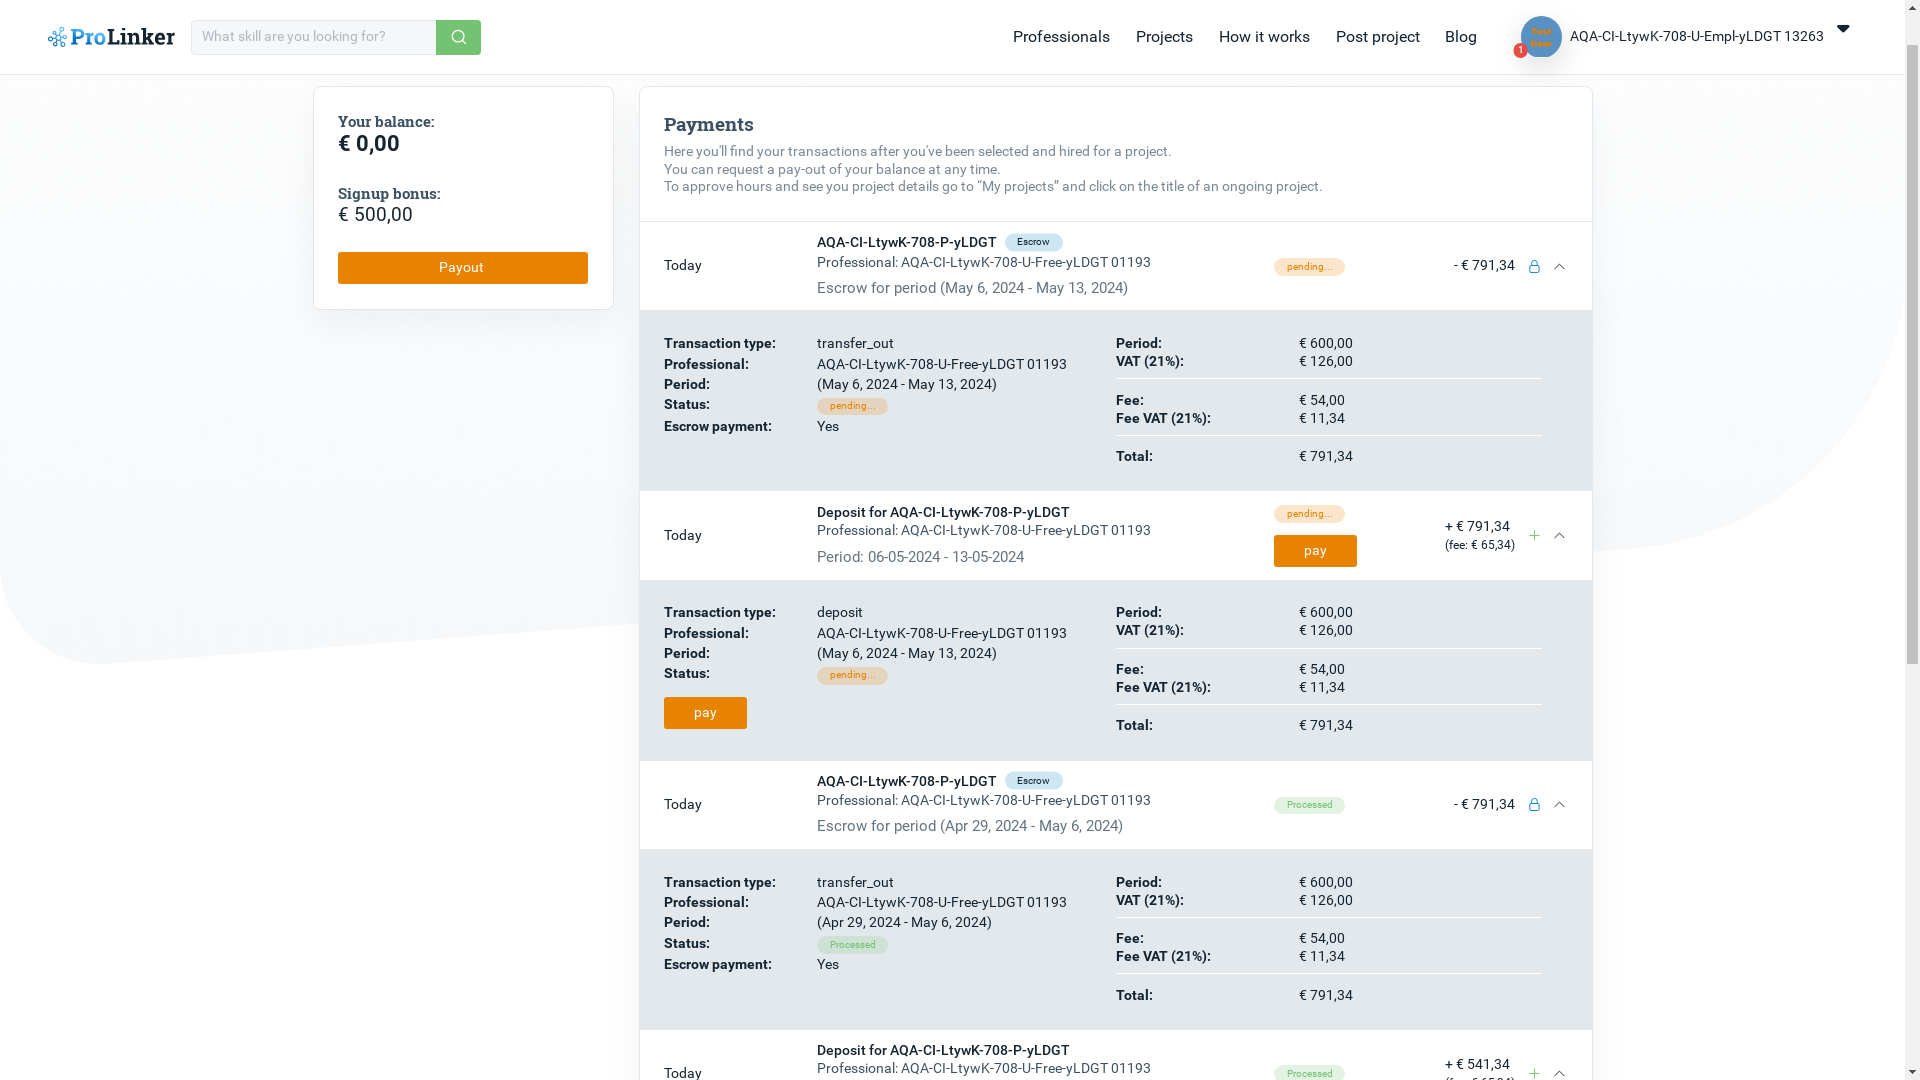 ProLinker
What skill are you looking for?
Professionals
Projects
How it works
Post project
Blog
1
AQA-CI-LtywK-708-U-Empl-yLDGT 13263
Your balance:
€ 0,00
Signup bonus:
€ 500,00
Payout
Payments
Here you'll find your transactions after you've been selected and hired for a project.
You can request a pay-out of your balance at any time.
To approve hours and see you project details go to “My projects” and click on the title of an ongoing project.
Today
AQA-CI-LtywK-708-P-yLDGT Escrow
Professional: AQA-CI-LtywK-708-U-Free-yLDGT 01193
Escrow for period (May 6, 2024 - May 13, 2024)
pending...
- € 791,34
Transaction type: transfer_out
Professional: AQA-CI-LtywK-708-U-Free-yLDGT 01193
Period: (May 6, 2024 - May 13, 2024)
Status: pending...
Escrow payment: Yes
Period: € 600,00
VAT (21%): € 126,00
Fee: € 54,00
Fee VAT (21%): € 11,34
Total: € 791,34
Today
Deposit for AQA-CI-LtywK-708-P-yLDGT
Professional: AQA-CI-LtywK-708-U-Free-yLDGT 01193
Period: 06-05-2024 - 13-05-2024
pending...
pay
+ € 791,34
(fee: € 65,34)
Transaction type: deposit
Professional: AQA-CI-LtywK-708-U-Free-yLDGT 01193
Period: (May 6, 2024 - May 13, 2024)
Status: pending...
pay
Period: € 600,00
VAT (21%): € 126,00
Fee: € 54,00
Fee VAT (21%): € 11,34
Total: € 791,34
Today
AQA-CI-LtywK-708-P-yLDGT Escrow
Professional: AQA-CI-LtywK-708-U-Free-yLDGT 01193
Escrow for period (Apr 29, 2024 - May 6, 2024)
Processed
- € 791,34
Transaction type: transfer_out
Professional: AQA-CI-LtywK-708-U-Free-yLDGT 01193
Period: (Apr 29, 2024 - May 6, 2024)
Status: Processed
Escrow payment: Yes
Period: € 600,00
VAT (21%): € 126,00
Fee: € 54,00
Fee VAT (21%): € 11,34
Total: € 791,34
Today
Deposit for AQA-CI-LtywK-708-P-yLDGT
Professional: AQA-CI-LtywK-708-U-Free-yLDGT 01193
Processed
+ € 541,34